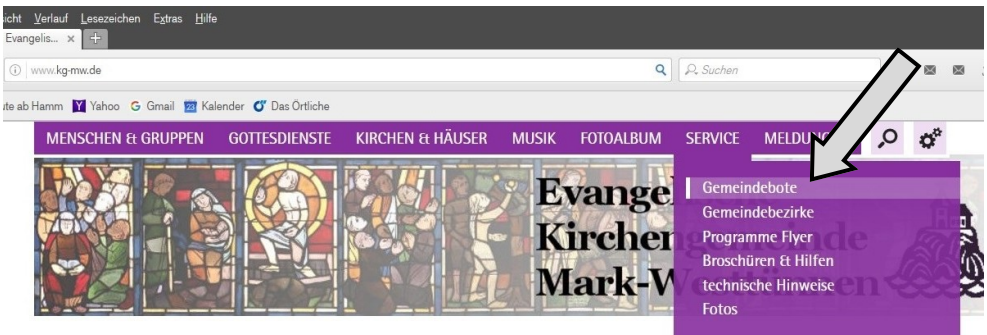 icht Verlauf Lesezeichen Extras Hilfe
Evangelis... × +
www.kg-mw.de Suchen
ute ab Hamm Yahoo Gmail 23 Kalender Das Örtliche
MENSCHEN & GRUPPEN GOTTESDIENSTE KIRCHEN & HÄUSER MUSIK FOTOALBUM SERVICE
Evange
Kirchen
Mark-W
Gemeindebote
Gemeindebezirke
Programme Flyer
Broschüren & Hilfen
technische Hinweise
Fotos